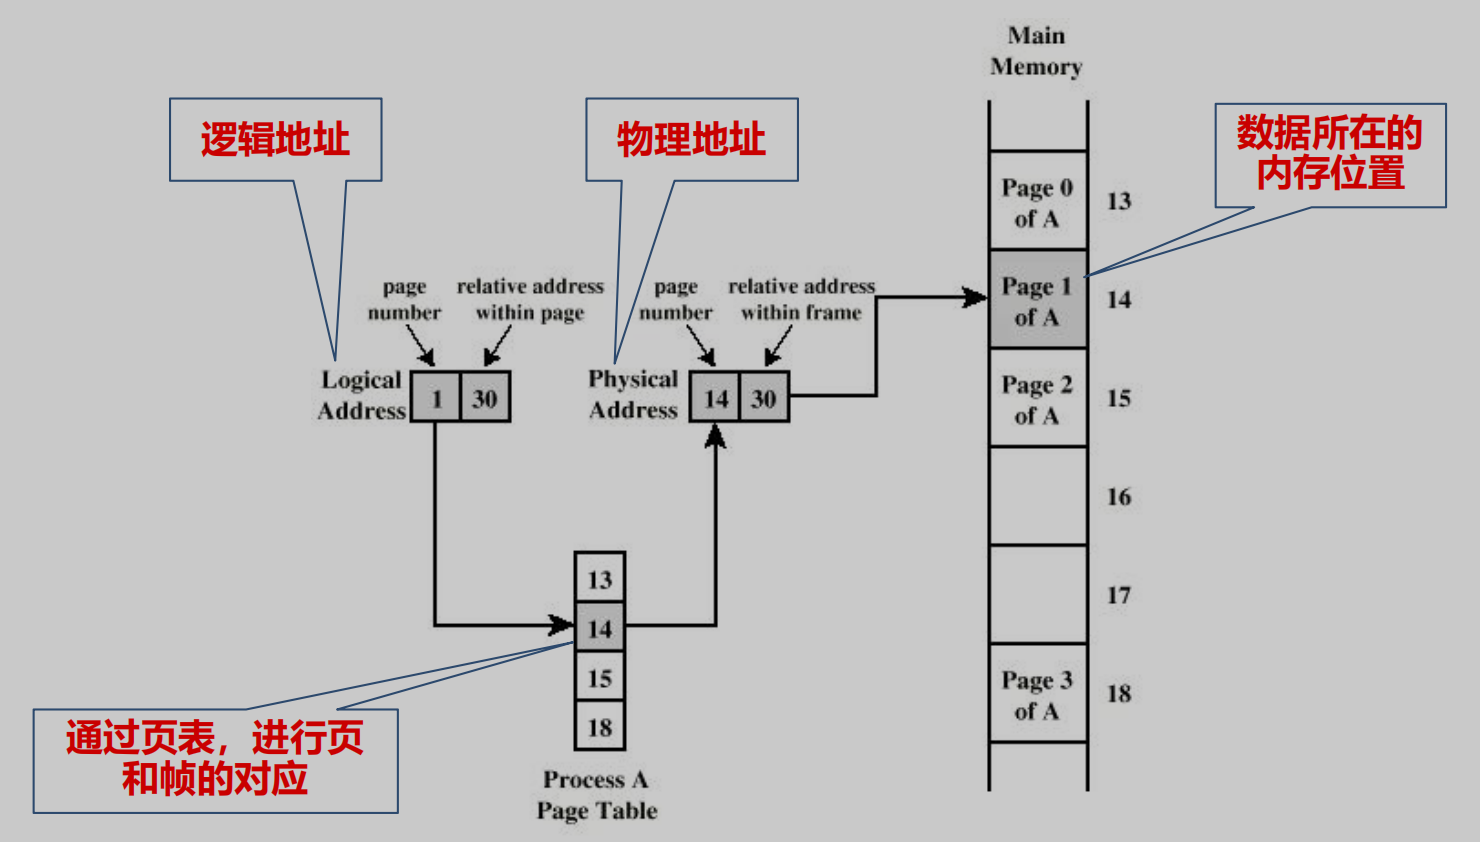 Main
Memory
逻辑地址
物理地址
数据所在的
内存位置
Page 0
of A
13
Page 1
of A
14
page
number
relative address
within page
page
number
relative address
within frame
Logical
Address
1
30
Physical
Address
14
30
Page 2
of A
15
16
17
Page 3
of A
18
13
14
15
18
通过页表，进行页
和帧的对应
Process A
Page Table